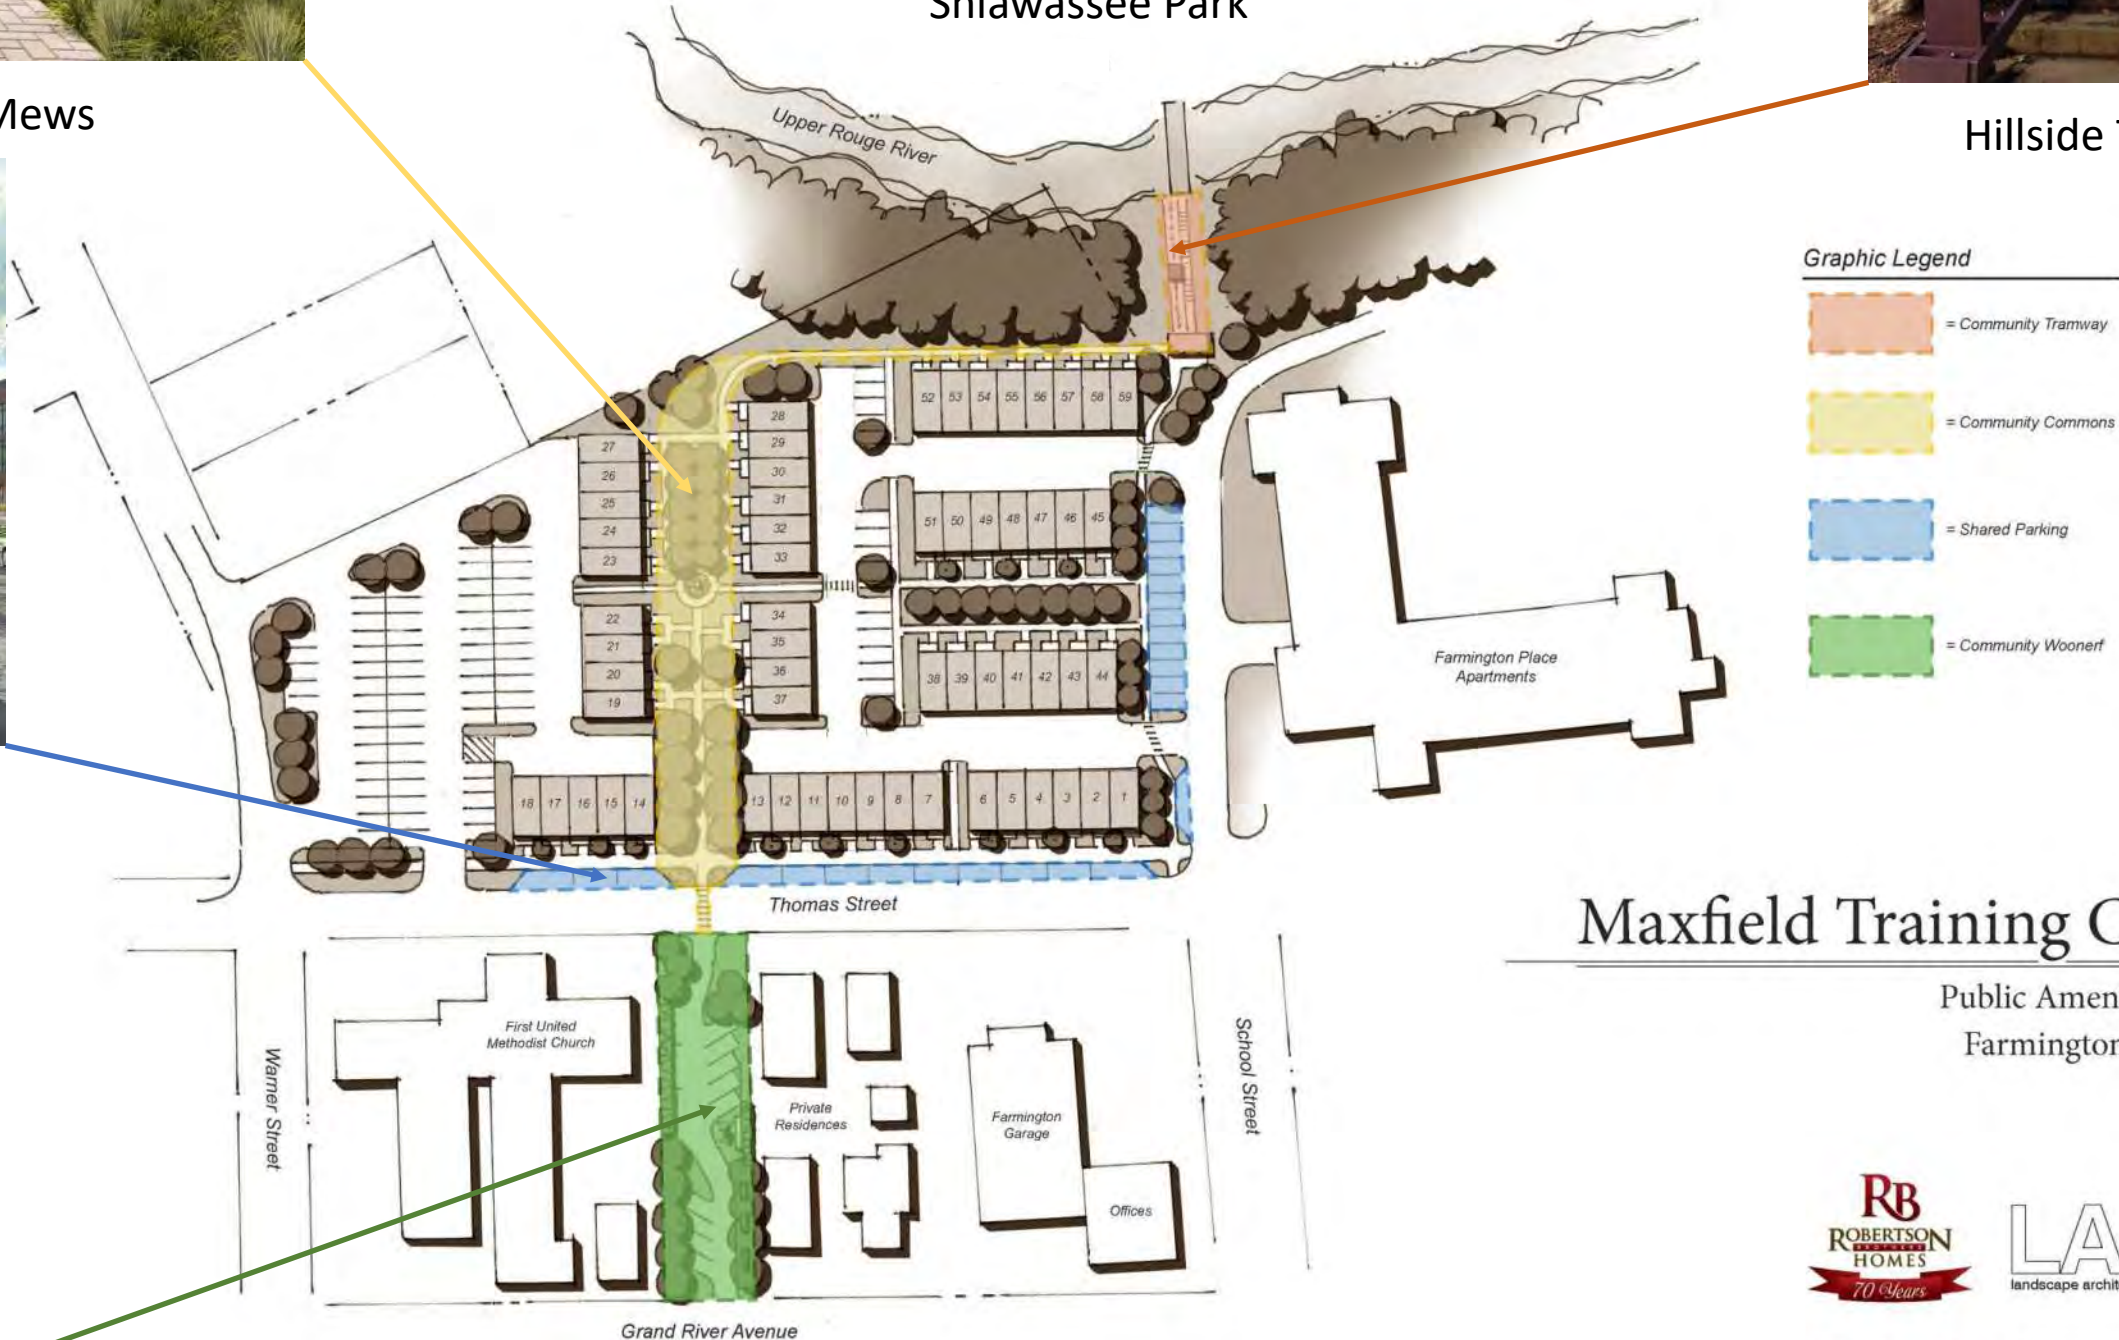 Shiawassee Park
Mews
Hillside
Upper Rouge River
Graphic Legend
= Community Tramway
= Community Commons
= Shared Parking
= Community Woonerf
52 53 54 55 56 57 58 59
28
29
30
31
32
33
27
26
25
24
23
51 50 49 48 47 46 45
22
21
20
19
34
35
36
37
38 39 40 41 42 43 44
Farmington Place
Apartments
18 17 16 15 14
13 12 11 10 9 8 7
6 5 4 3 2 1
Thomas Street
Maxfield Training C
Public Amen
Farmington
First United
Methodist Church
Warner Street
Private
Residences
Farmington
Garage
Offices
School Street
Grand River Avenue
RB
ROBERTSON
BROTHERS
HOMES
70 Years
LA
landscape archit